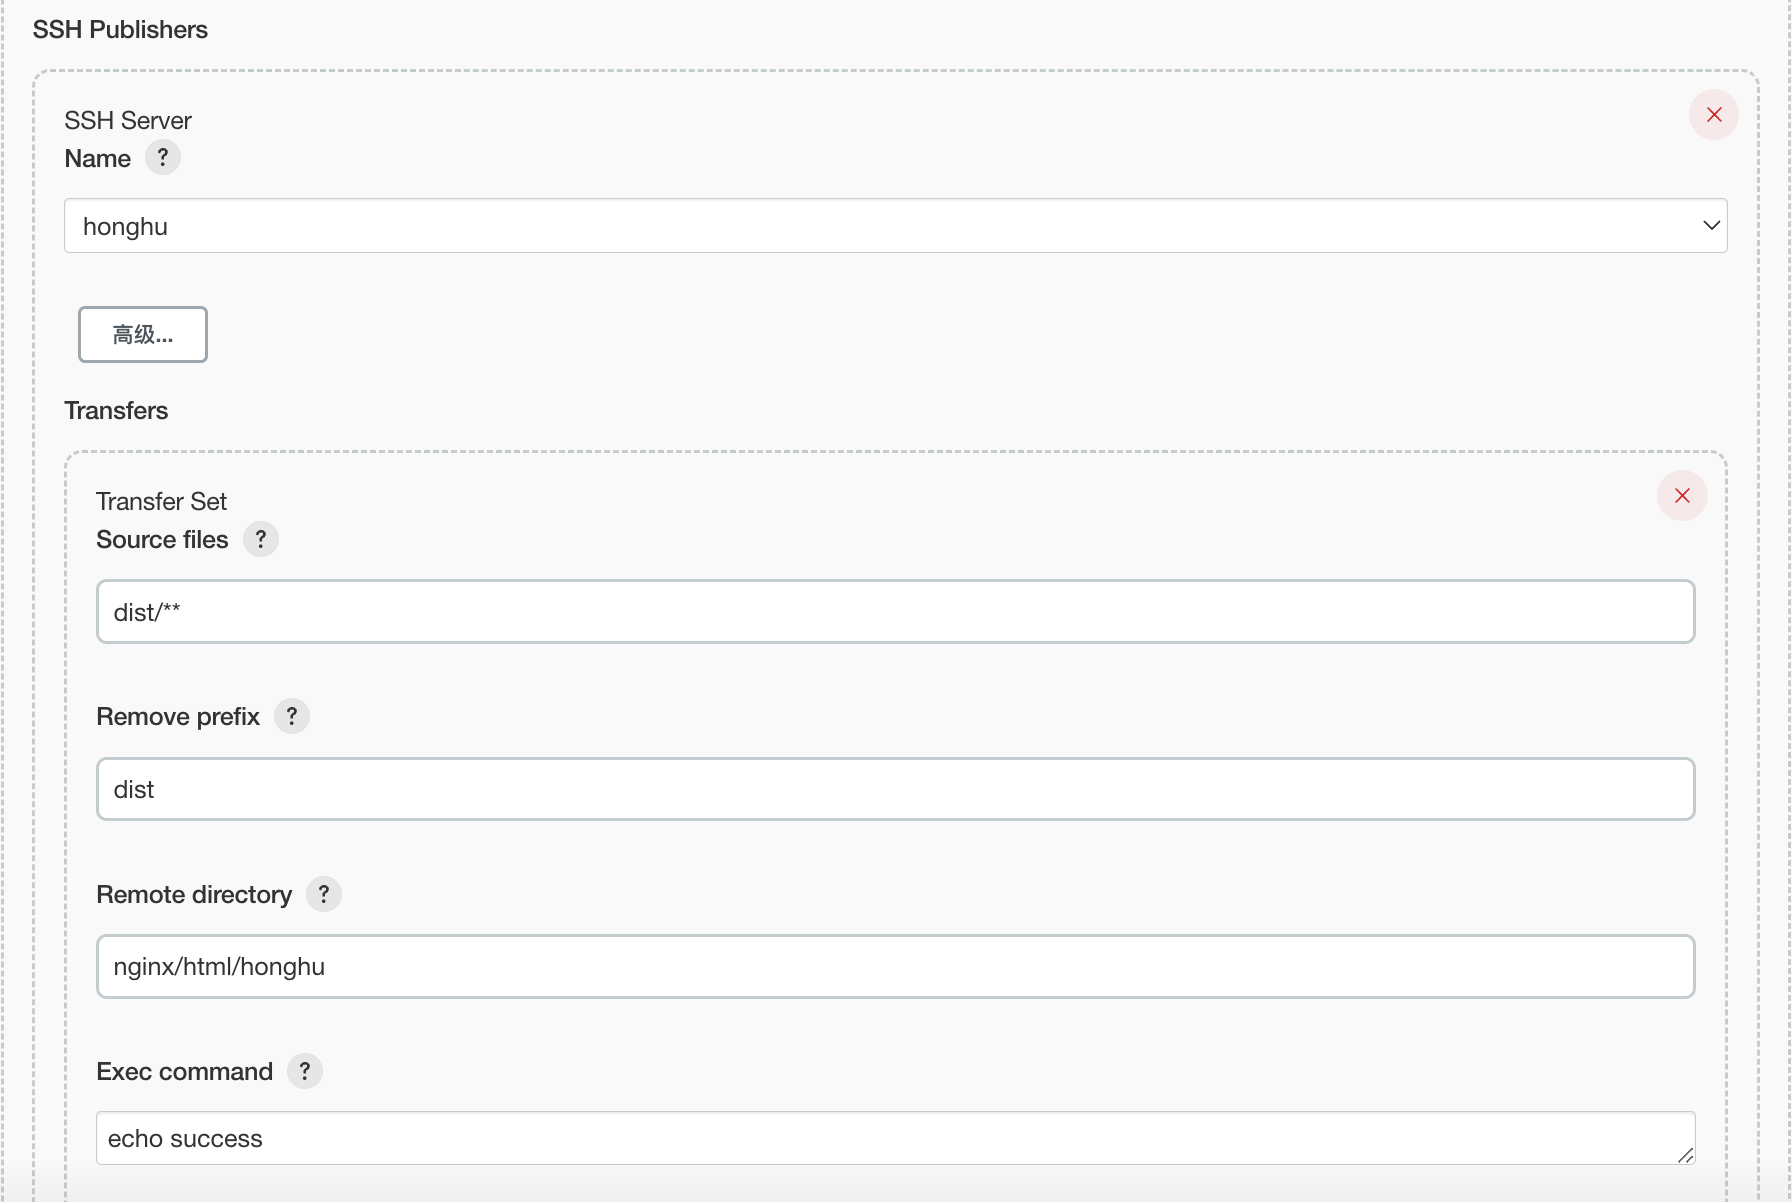 SSH Publishers
SSH Server
Name ?
honghu
高级...
Transfers
Transfer Set
Source files ?
dist/**
Remove prefix ?
dist
Remote directory ?
nginx/html/honghu
Exec command ?
echo success